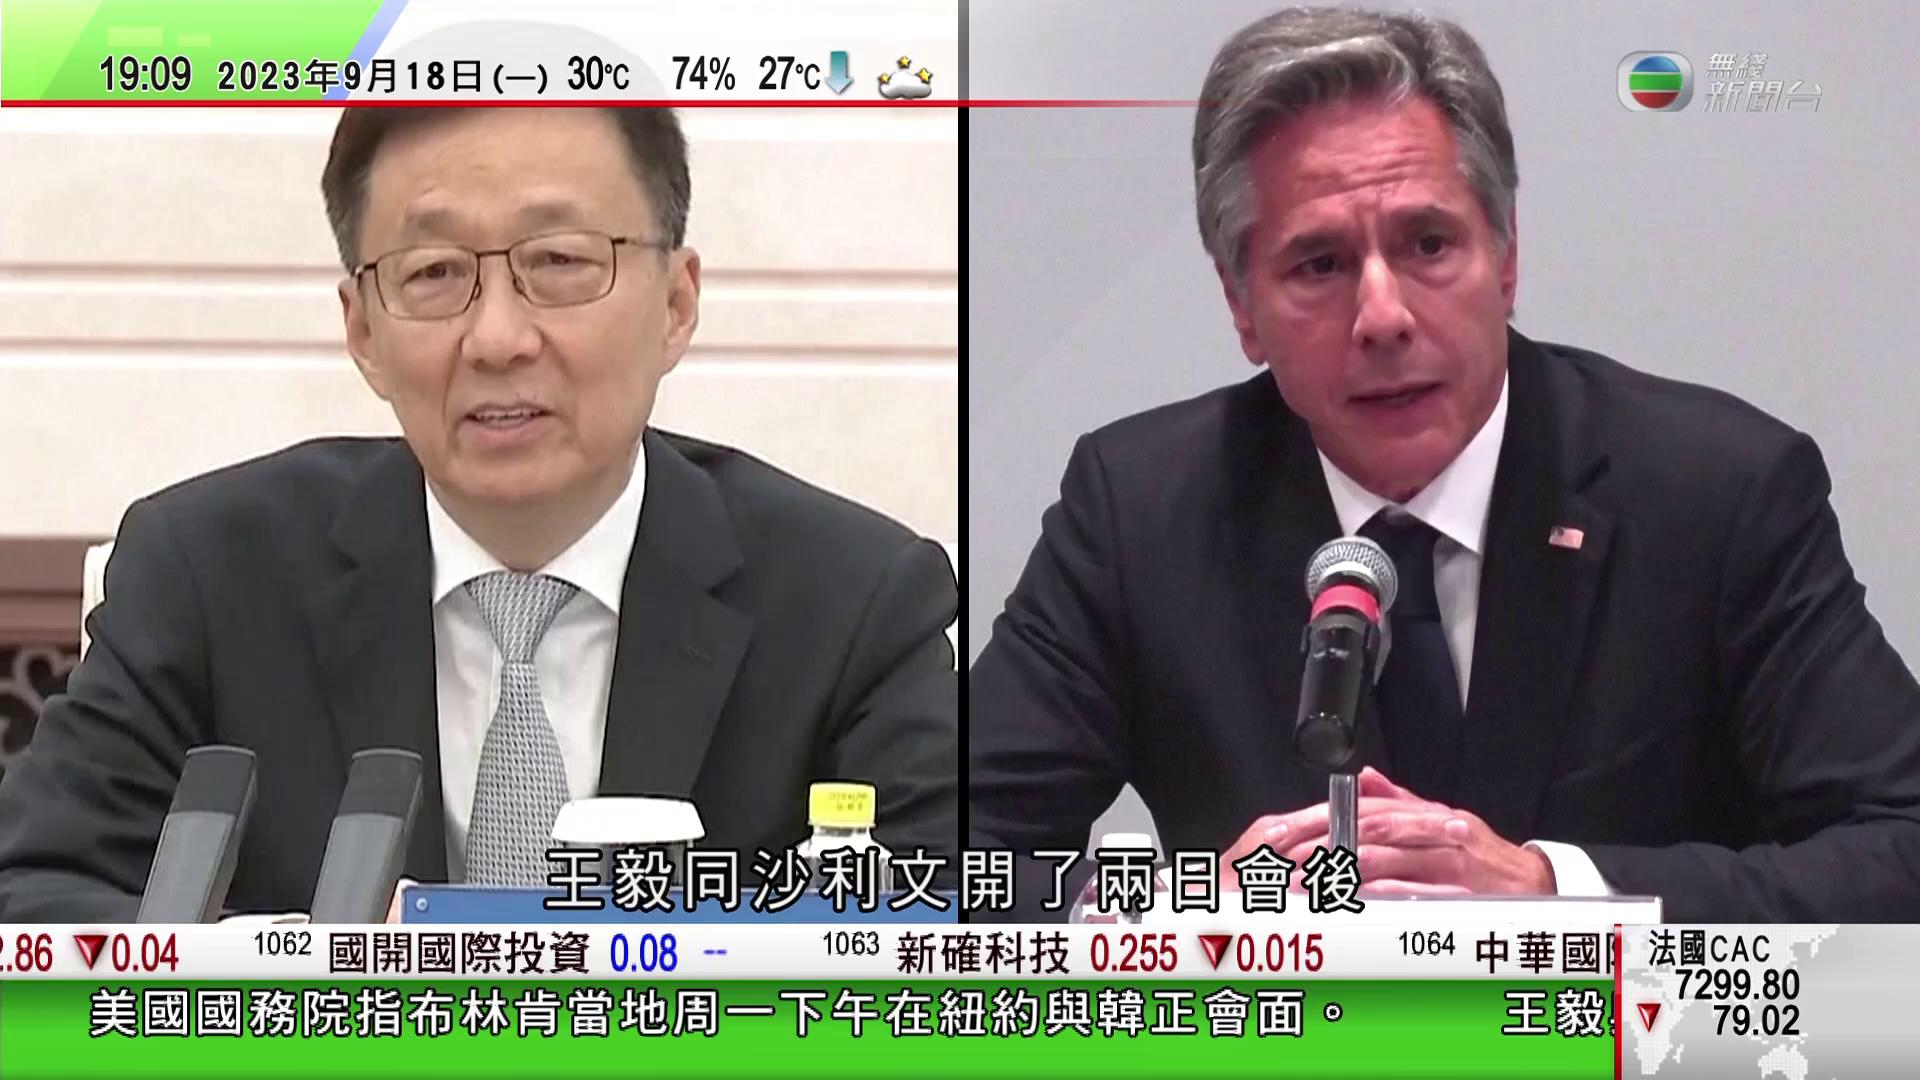 19:09 2023年9月18日(一) 30℃ 74% 27℃
無綫
新聞台
王毅同沙利文開了兩日會後
2.86 ▼0.04 1062 國開國際投資 0.08 -- 1063 新確科技 0.255 ▼0.015 1064 中華國
法國CAC
7299.80
▼ 79.02
美國國務院指布林肯當地周一下午在紐約與韓正會面。 王毅